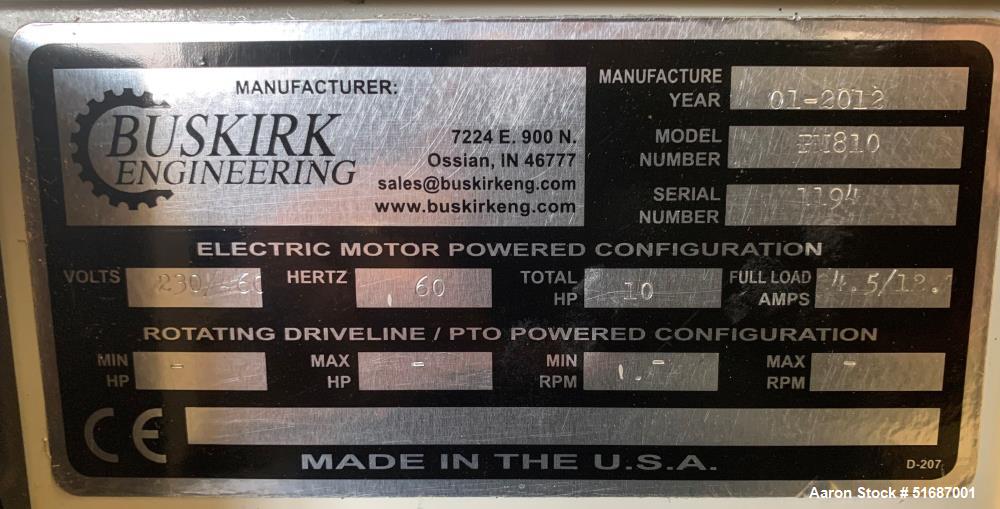 MANUFACTURER:
BUSKIRK
ENGINEERING
7224 E. 900 N.
Ossian, IN 46777
sales@buskirkeng.com
www.buskirkeng.com
MANUFACTURE YEAR 01-2012
MODEL NUMBER
SERIAL NUMBER 1194
ELECTRIC MOTOR POWERED CONFIGURATION
VOLTS HERTZ 60 TOTAL HP 10 FULL LOAD AMPS
ROTATING DRIVELINE / PTO POWERED CONFIGURATION
MIN HP - MAX HP - MIN RPM - MAX RPM -
CE
MADE IN THE U.S.A.
D-207
Aaron Stock # 51687001